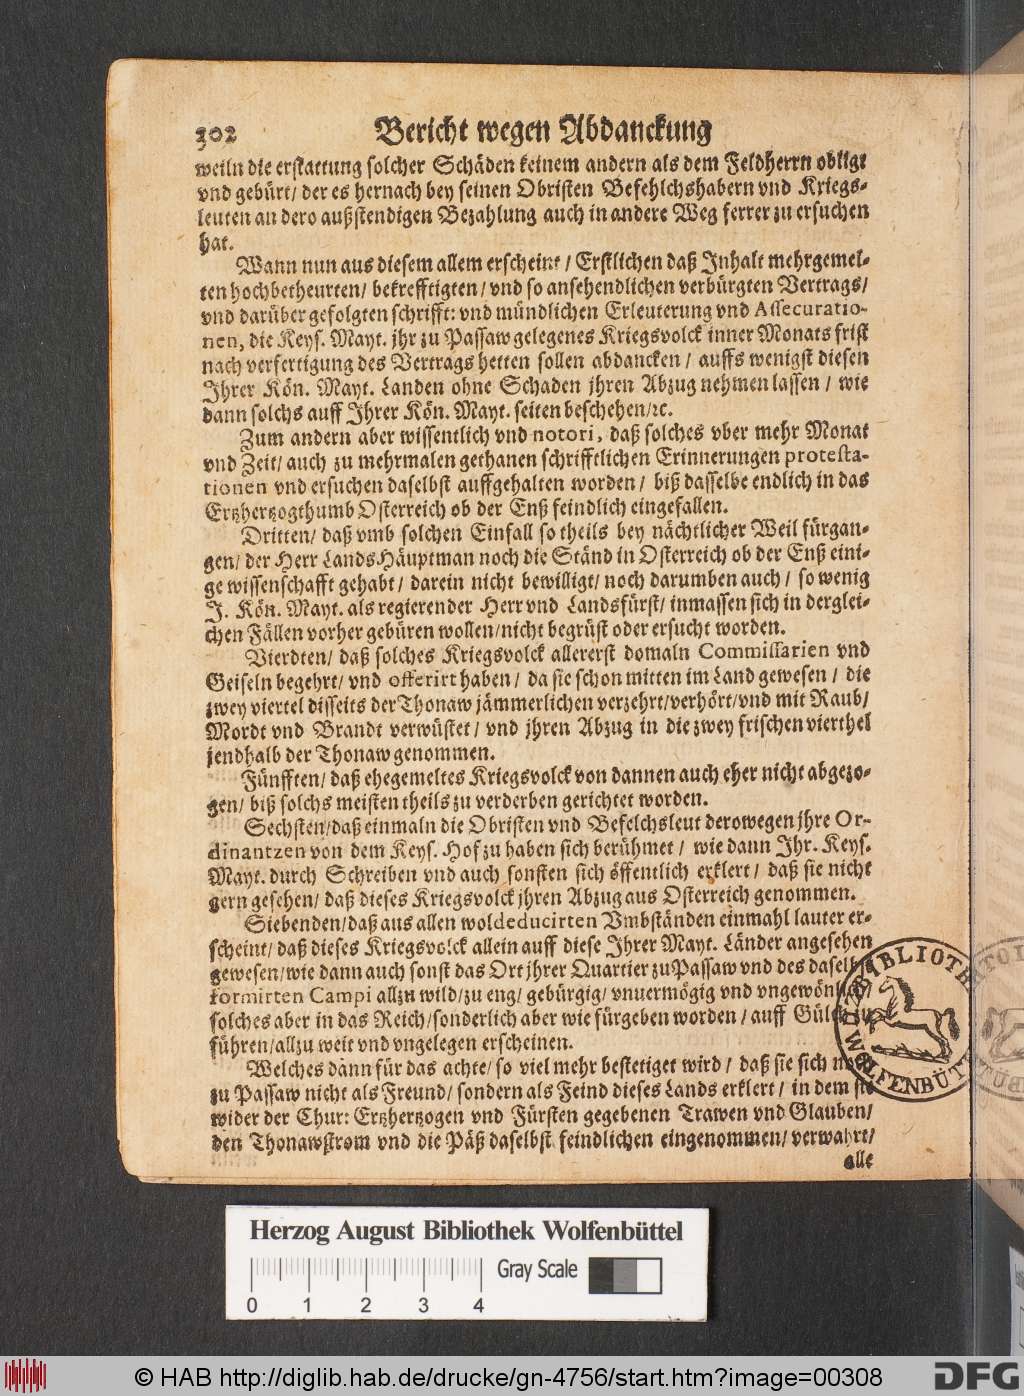 302 Bericht wegen Abdanckung
weiln die erstattung solcher Schäden keinem andern als dem Feldherrn obligt
vnd gebürt/ der es hernach bey seinen Obristen Befehlchshabern vnd Kriegs-
leuten an dero außstendigen Bezahlung auch in andere Weg ferrer zu ersuchen
hat.
Wann nun aus diesem allem erscheint / Erstlichen daß Inhalt mehrgemel-
ten hochbetheurten/ bekrefftigten / vnd so ansehendlichen verbürgten Vertrags/
vnd darüber gefolgten schrifft: vnd mündlichen Erleuterung vnd Assecuratio-
nen, die Keys. Mayt. jhr zu Passaw gelegenes Kriegsvolck inner Monats frist
nach verfertigung des Vertrags hetten sollen abdancken / auffs wenigst diesen
Ihrer Kön. Mayt. Landen ohne Schaden jhren Abzug nehmen lassen / wie
dann solchs auff Ihrer Kön. Mayt. seiten beschehen/ꝛc.
Zum andern aber wissentlich vnd notori, daß solches vber mehr Monat
vnd Zeit/ auch zu mehrmalen gethanen schrifftlichen Erinnerungen protesta-
tionen vnd ersuchen daselbst auffgehalten worden / biß dasselbe endlich in das
Ertzhertzogthumb Osterreich ob der Enß feindlich eingefallen.
Dritten/ daß vmb solchen Einfall so theils bey nächtlicher Weil fürgan-
gen/ der Herr Lands Häuptman noch die Ständ in Osterreich ob der Enß eini-
ge wissenschafft gehabt / darein nicht bewilligt/ noch darumben auch / so wenig
J. Kön. Mayt. als regierender Herr vnd Landsfürst/ inmassen sich in derglei-
chen Fällen vorher gebüren wollen/nicht begrüst oder ersucht worden.
Vierdten/ daß solches Kriegsvolck allererst domaln Commissarien vnd
Geiseln begehrt/ vnd offerirt haben / da sie schon mitten im Land gewesen / die
zwey viertel disseits der Thonaw jämmerlichen verzehrt/verhört/vnd mit Raub/
Mordt vnd Brandt verwüstet / vnd jhren Abzug in die zwey frischen vierthel
jendhalb der Thonaw genommen.
Fünfften/ daß ehegemeltes Kriegsvolck von dannen auch eher nicht abgezo-
gen/ biß solchs meisten theils zu verderben gerichtet worden.
Sechsten/daß einmaln die Obristen vnd Befelchsleut derowegen jhre Or-
dinantzen von dem Keys. Hof zu haben sich berühmet / wie dann Ihr. Keys.
Mayt. durch Schreiben vnd auch sonsten sich öffentlich erklert / daß sie nicht
gern gesehen/ daß dieses Kriegsvolck jhren Abzug aus Osterreich genommen.
Siebenden/daß aus allen woldeducirten Vmbständen einmahl lauter er-
scheint/ daß dieses Kriegsvolck allein auff diese Ihrer Mayt. Länder angesehen
gewesen/wie dann auch sonst das Ort jhrer Quartier zu Passaw vnd des daselbst
formirten Campi allzu wild/zu eng/ gebürgig/ vnuermögig vnd vngewönlich/
solches aber in das Reich/sonderlich aber wie fürgeben worden / auff Gülch zu
führen/allzu weit vnd vngelegen erscheinen.
Welches dann für das achte/ so viel mehr bestetiget wird / daß sie sich noch
zu Passaw nicht als Freund/ sondern als Feind dieses Lands erklert / in dem sie
wider der Chur: Ertzhertzogen vnd Fürsten gegebenen Trawen vnd Glauben/
den Thonawstrom vnd die Päß daselbst feindlichen eingenommen/ verwahrt/
alle
BIBLIOTH
WOLFENBÜTT
Herzog August Bibliothek Wolfenbüttel
Gray Scale
0 1 2 3 4
© HAB http://diglib.hab.de/drucke/gn-4756/start.htm?image=00308
DFG